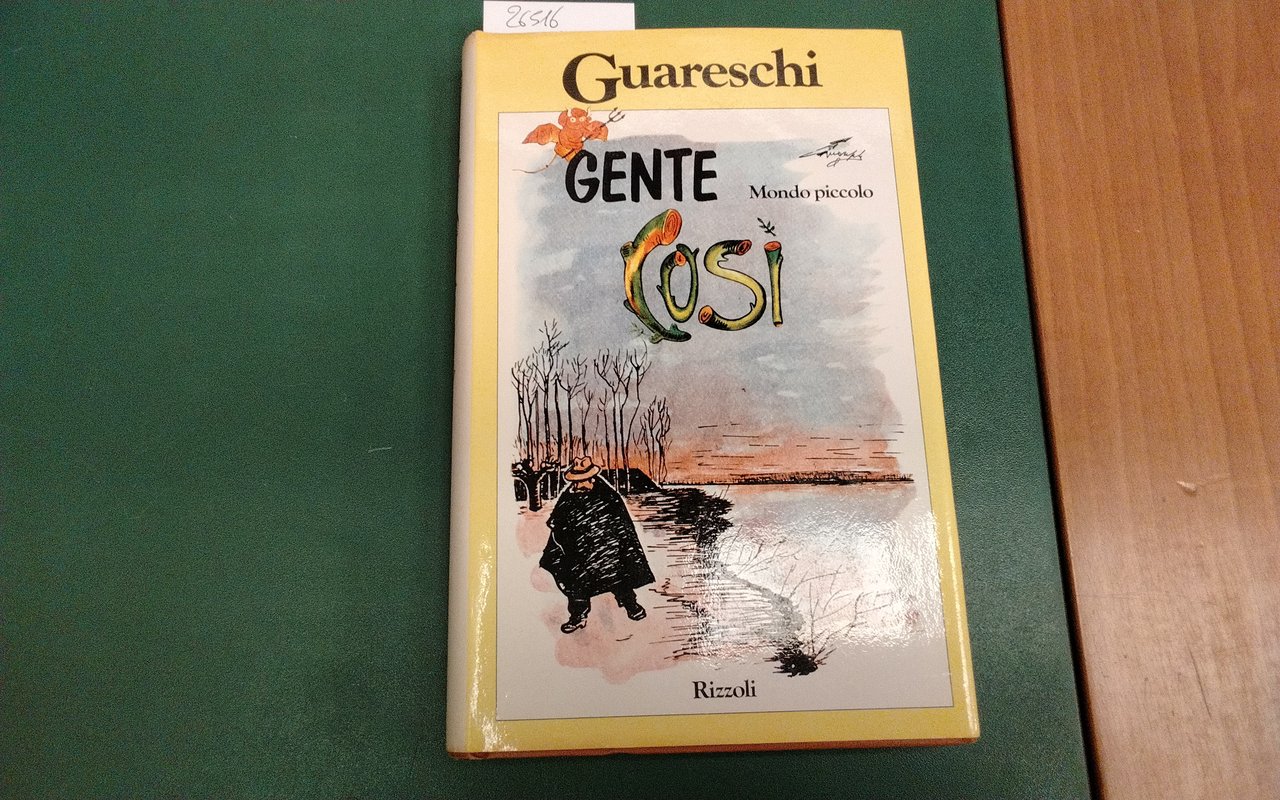 26516
Guareschi
GENTE
Mondo piccolo
Così
Rizzoli